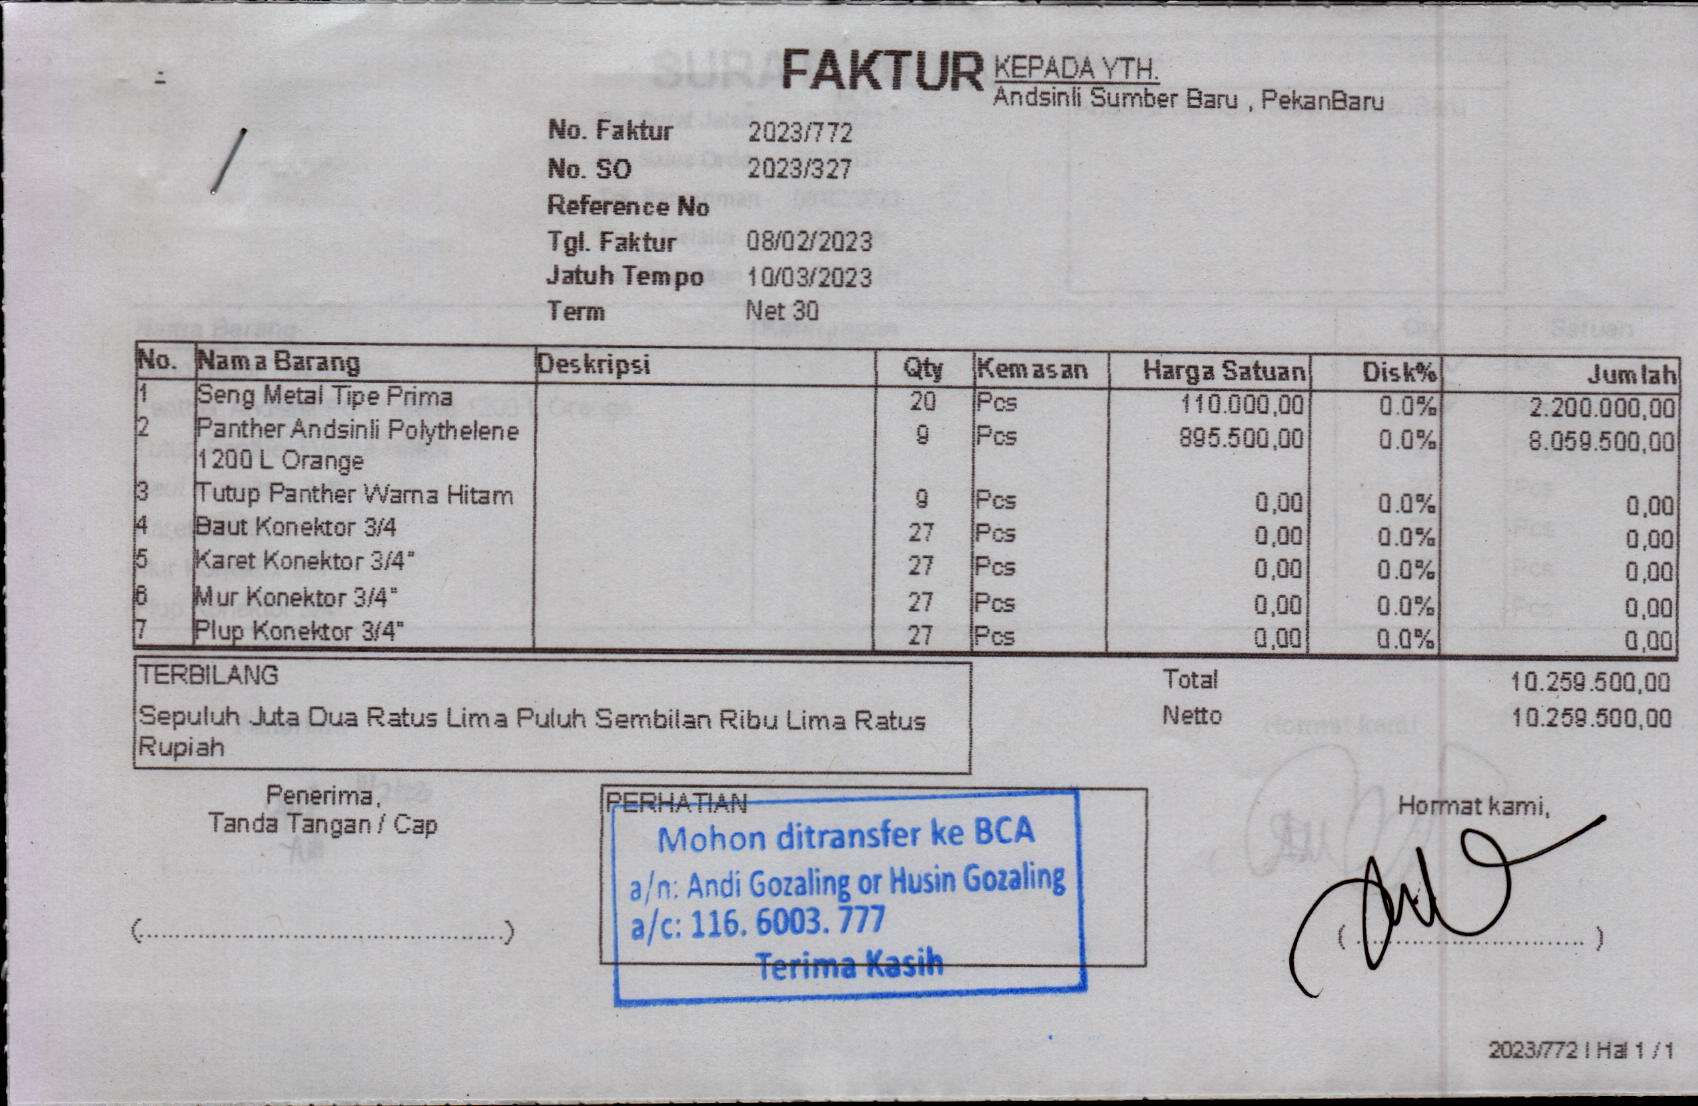 FAKTUR KEPADA YTH.
Andsinli Sumber Baru , PekanBaru
No. Faktur 2023/772
No. SO 2023/327
Reference No
Tgl. Faktur 08/02/2023
Jatuh Tempo 10/03/2023
Term Net 30
No. Nama Barang Deskripsi Qty Kemasan Harga Satuan Disk% Jumlah
1 Seng Metal Tipe Prima 20 Pcs 110.000,00 0.0% 2.200.000,00
2 Panther Andsinli Polythelene 9 Pcs 895.500,00 0.0% 8.059.500,00
1200 L Orange
3 Tutup Panther Warna Hitam 9 Pcs 0,00 0.0% 0,00
4 Baut Konektor 3/4 27 Pcs 0,00 0.0% 0,00
5 Karet Konektor 3/4" 27 Pcs 0,00 0.0% 0,00
6 Mur Konektor 3/4" 27 Pcs 0,00 0.0% 0,00
7 Plup Konektor 3/4" 27 Pcs 0,00 0.0% 0,00
TERBILANG
Sepuluh Juta Dua Ratus Lima Puluh Sembilan Ribu Lima Ratus
Rupiah
Total 10.259.500,00
Netto 10.259.500,00
Penerima,
Tanda Tangan / Cap
(..................................................)
PERHATIAN
Mohon ditransfer ke BCA
a/n: Andi Gozaling or Husin Gozaling
a/c: 116. 6003. 777
Terima Kasih
Hormat kami,
( ................................ )
2023/772 | Hal 1 / 1